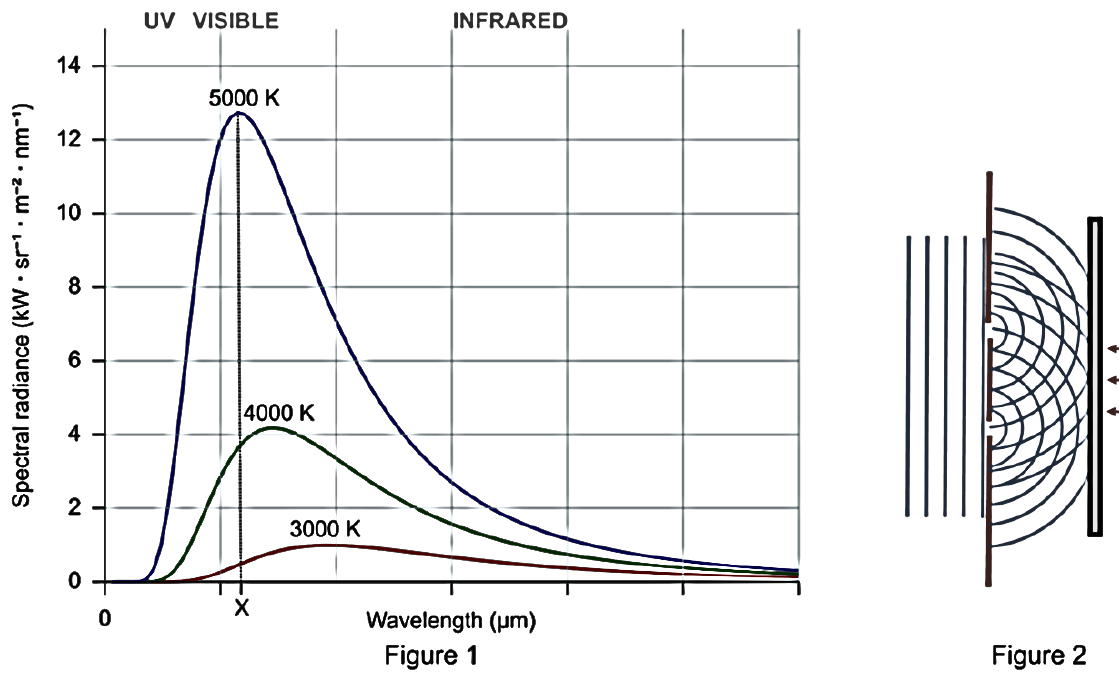 UV VISIBLE INFRARED
14
5000 K
12
10
8
6
4000 K
4
2
3000 K
0
Spectral radiance (kW · sr⁻¹ · m⁻² · nm⁻¹)
0 X Wavelength (µm)
Figure 1 Figure 2